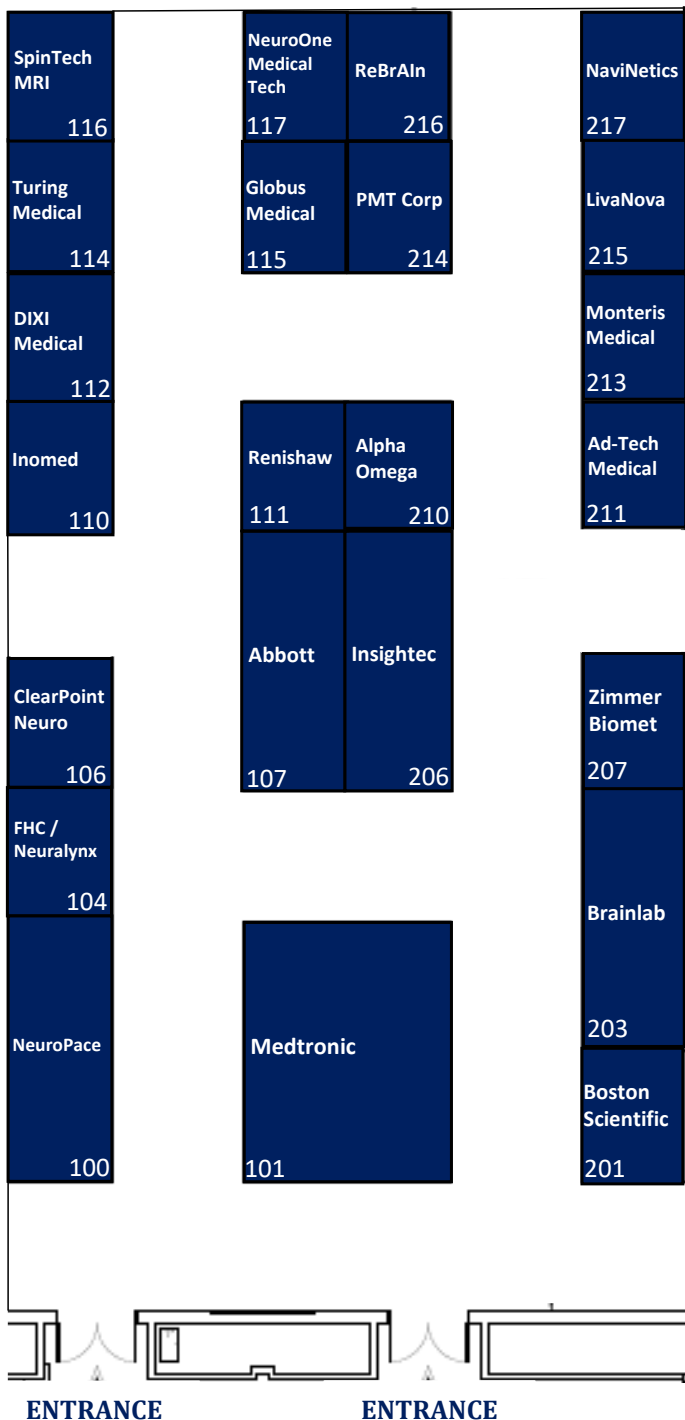 SpinTech
MRI
116
NeuroOne
Medical
Tech
117
ReBrAIn
216
NaviNetics
217
Turing
Medical
114
Globus
Medical
115
PMT Corp
214
LivaNova
215
DIXI
Medical
112
Monteris
Medical
213
Inomed
110
Renishaw
111
Alpha
Omega
210
Ad-Tech
Medical
211
Abbott
107
Insightec
206
ClearPoint
Neuro
106
Zimmer
Biomet
207
FHC /
Neuralynx
104
Brainlab
203
NeuroPace
100
Medtronic
101
Boston
Scientific
201
ENTRANCE
ENTRANCE